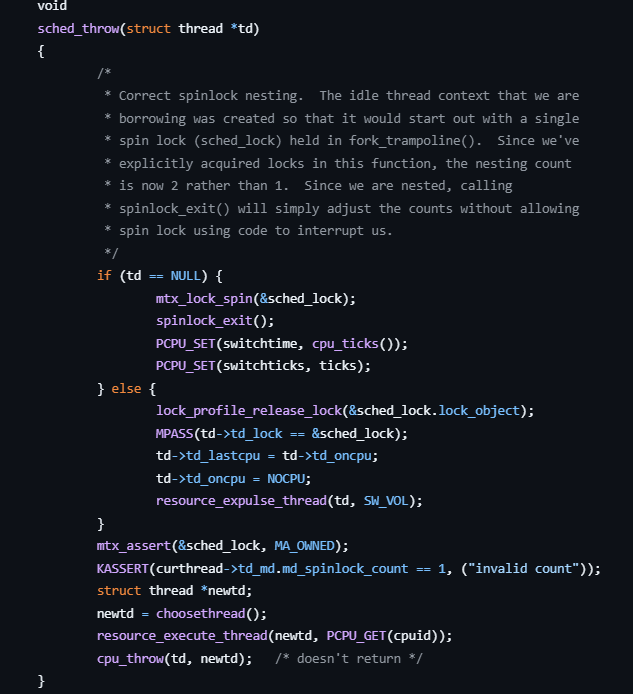 void
sched_throw(struct thread *td)
{
/*
* Correct spinlock nesting.  The idle thread context that we are
* borrowing was created so that it would start out with a single
* spin lock (sched_lock) held in fork_trampoline().  Since we've
* explicitly acquired locks in this function, the nesting count
* is now 2 rather than 1.  Since we are nested, calling
* spinlock_exit() will simply adjust the counts without allowing
* spin lock using code to interrupt us.
*/
if (td == NULL) {
mtx_lock_spin(&sched_lock);
spinlock_exit();
PCPU_SET(switchtime, cpu_ticks());
PCPU_SET(switchticks, ticks);
} else {
lock_profile_release_lock(&sched_lock.lock_object);
MPASS(td->td_lock == &sched_lock);
td->td_lastcpu = td->td_oncpu;
td->td_oncpu = NOCPU;
resource_expulse_thread(td, SW_VOL);
}
mtx_assert(&sched_lock, MA_OWNED);
KASSERT(curthread->td_md.md_spinlock_count == 1, ("invalid count"));
struct thread *newtd;
newtd = choosethread();
resource_execute_thread(newtd, PCPU_GET(cpuid));
cpu_throw(td, newtd);   /* doesn't return */
}